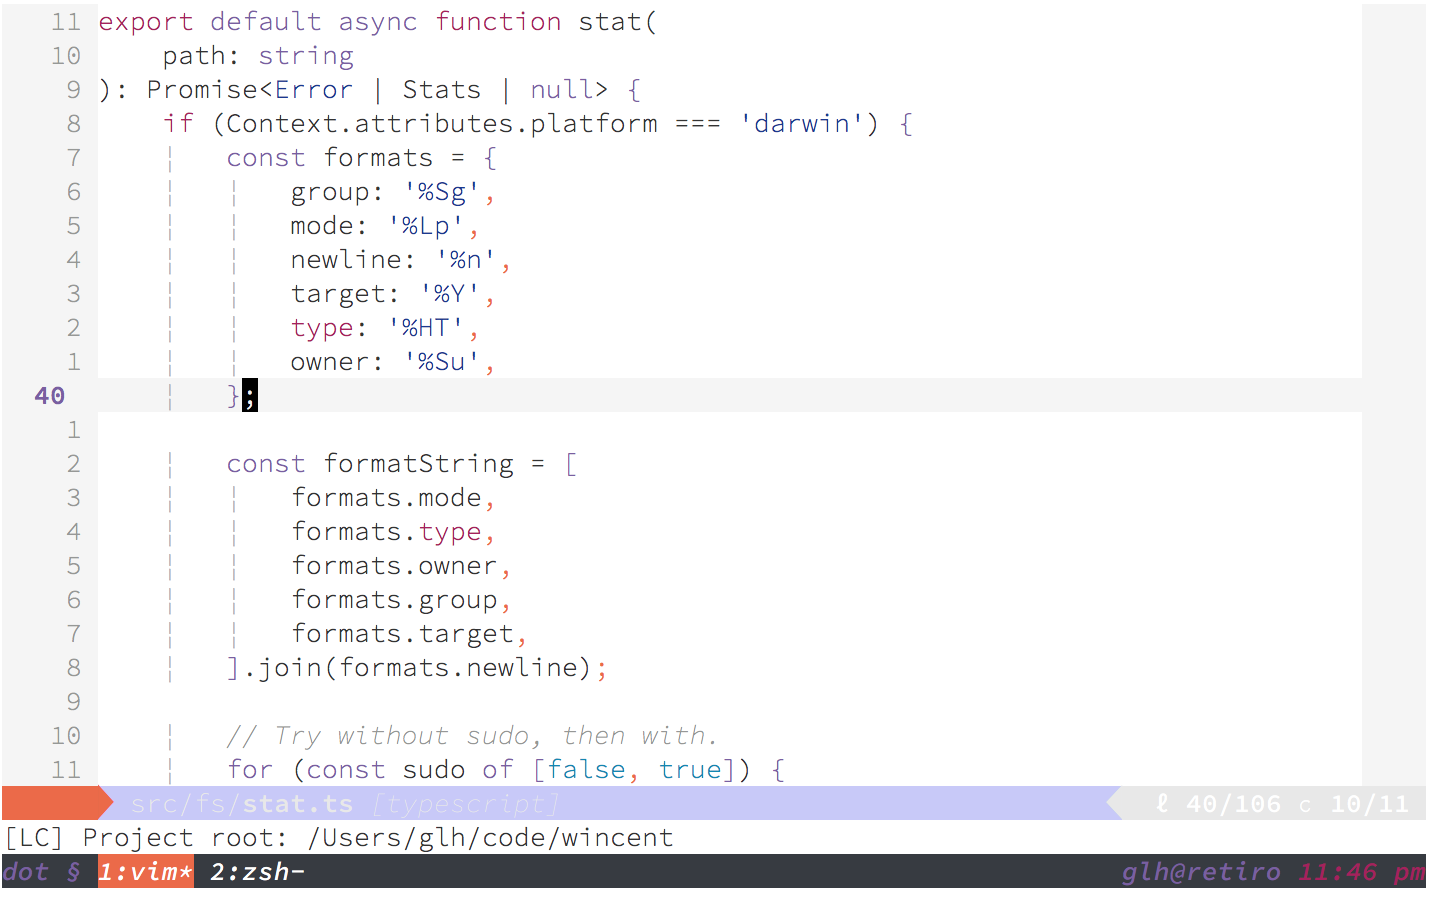 11 export default async function stat(
10     path: string
9 ): Promise<Error | Stats | null> {
8     if (Context.attributes.platform === 'darwin') {
7         const formats = {
6             group: '%Sg',
5             mode: '%Lp',
4             newline: '%n',
3             target: '%Y',
2             type: '%HT',
1             owner: '%Su',
40         };
1
2         const formatString = [
3             formats.mode,
4             formats.type,
5             formats.owner,
6             formats.group,
7             formats.target,
8         ].join(formats.newline);
9
10         // Try without sudo, then with.
11         for (const sudo of [false, true]) {
src/fs/stat.ts [typescript] ℓ 40/106 c 10/11
[LC] Project root: /Users/glh/code/wincent
dot § 1:vim* 2:zsh- glh@retiro 11:46 pm